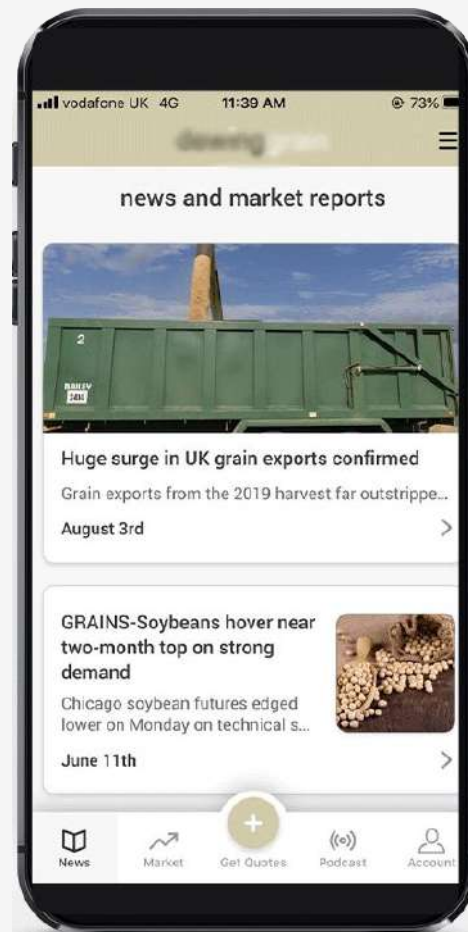 vodafone UK 4G 11:39 AM 73%
news and market reports
2
BAILEY
Huge surge in UK grain exports confirmed
Grain exports from the 2019 harvest far outstrippe...
August 3rd
GRAINS-Soybeans hover near
two-month top on strong
demand
Chicago soybean futures edged
lower on Monday on technical s...
June 11th
News Market Get Quotes Podcast Account